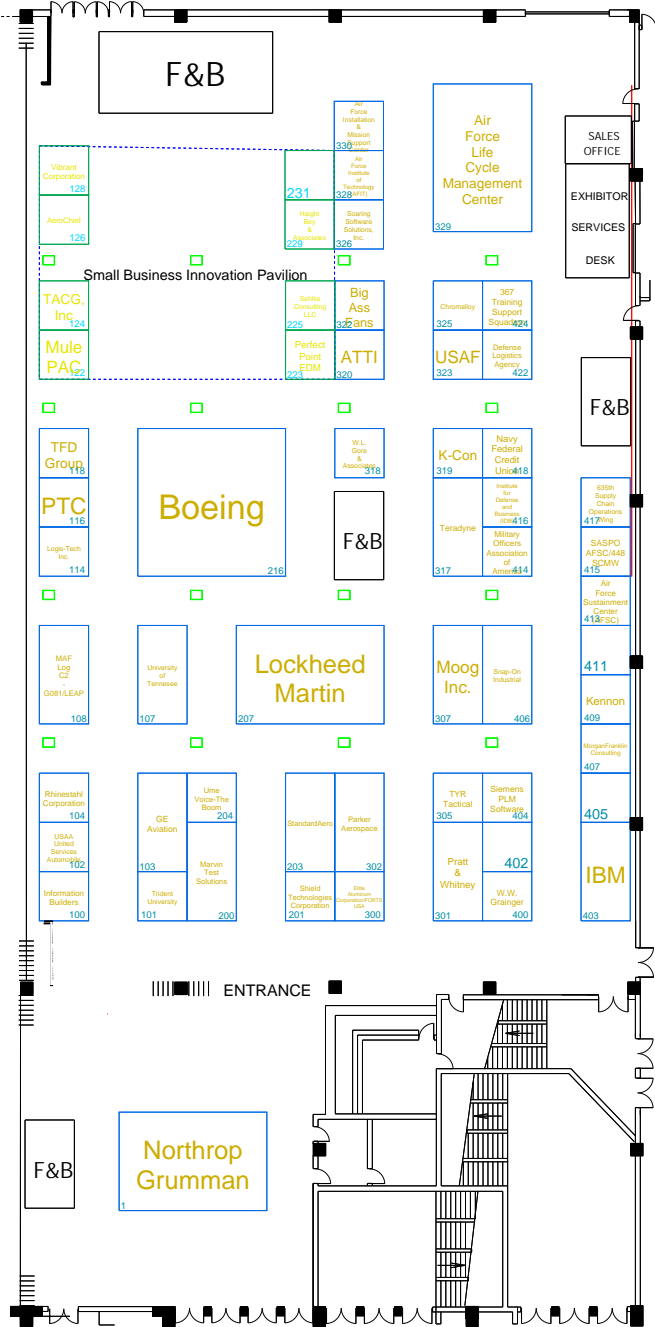 F&B
Air
Force
Installation
&
Mission
Support
330
Air
Force
Life
Cycle
Management
Center
329
SALES
OFFICE
EXHIBITOR
SERVICES
DESK
Vibrant
Corporation
128
231
Air
Force
Institute
of
Technology
(AFIT)
328
AeroChief
126
Haight
Bey
&
Associates
229
Soaring
Software
Solutions,
Inc.
326
Small Business Innovation Pavilion
TACG,
Inc
124
Consulting
LLC
225
Big
Ass
Fans
322
Chromalloy
325
367
Training
Support
Squadron
424
Mule
PAC
122
Perfect
Point
EDM
223
ATTI
320
USAF
323
Defense
Logistics
Agency
422
F&B
TFD
Group
118
Boeing
216
W.L.
Gore
&
Associates
318
K-Con
319
Navy
Federal
Credit
Union
418
PTC
116
F&B
Teradyne
317
Institute
for
Defense
and
Business
(IDB)
416
635th
Supply
Chain
Operations
Wing
417
Logis-Tech
Inc.
114
Military
Officers
Association
of
America
414
SASPO
AFSC/448
SCMW
415
Air
Force
Sustainment
Center
(AFSC)
413
MAF
Log
C2
-
G081/LEAP
108
University
of
Tennesee
107
Lockheed
Martin
207
Moog
Inc.
307
Snap-On
Industrial
406
411
Kennon
409
MorganFranklin
Consulting
407
Rhinestahl
Corporation
104
GE
Aviation
103
Ume
Voice-The
Boom
204
StandardAero
203
Parker
Aerospace
302
TYR
Tactical
305
Siemens
PLM
Software
404
405
USAA
United
Services
Automobile
102
Marvin
Test
Solutions
200
Pratt
&
Whitney
301
402
IBM
403
Information
Builders
100
Trident
University
101
Shield
Technologies
Corporation
201
Elite
Aluminum
Corporation/FORTS
USA
300
W.W.
Grainger
400
ENTRANCE
F&B
Northrop
Grumman
1